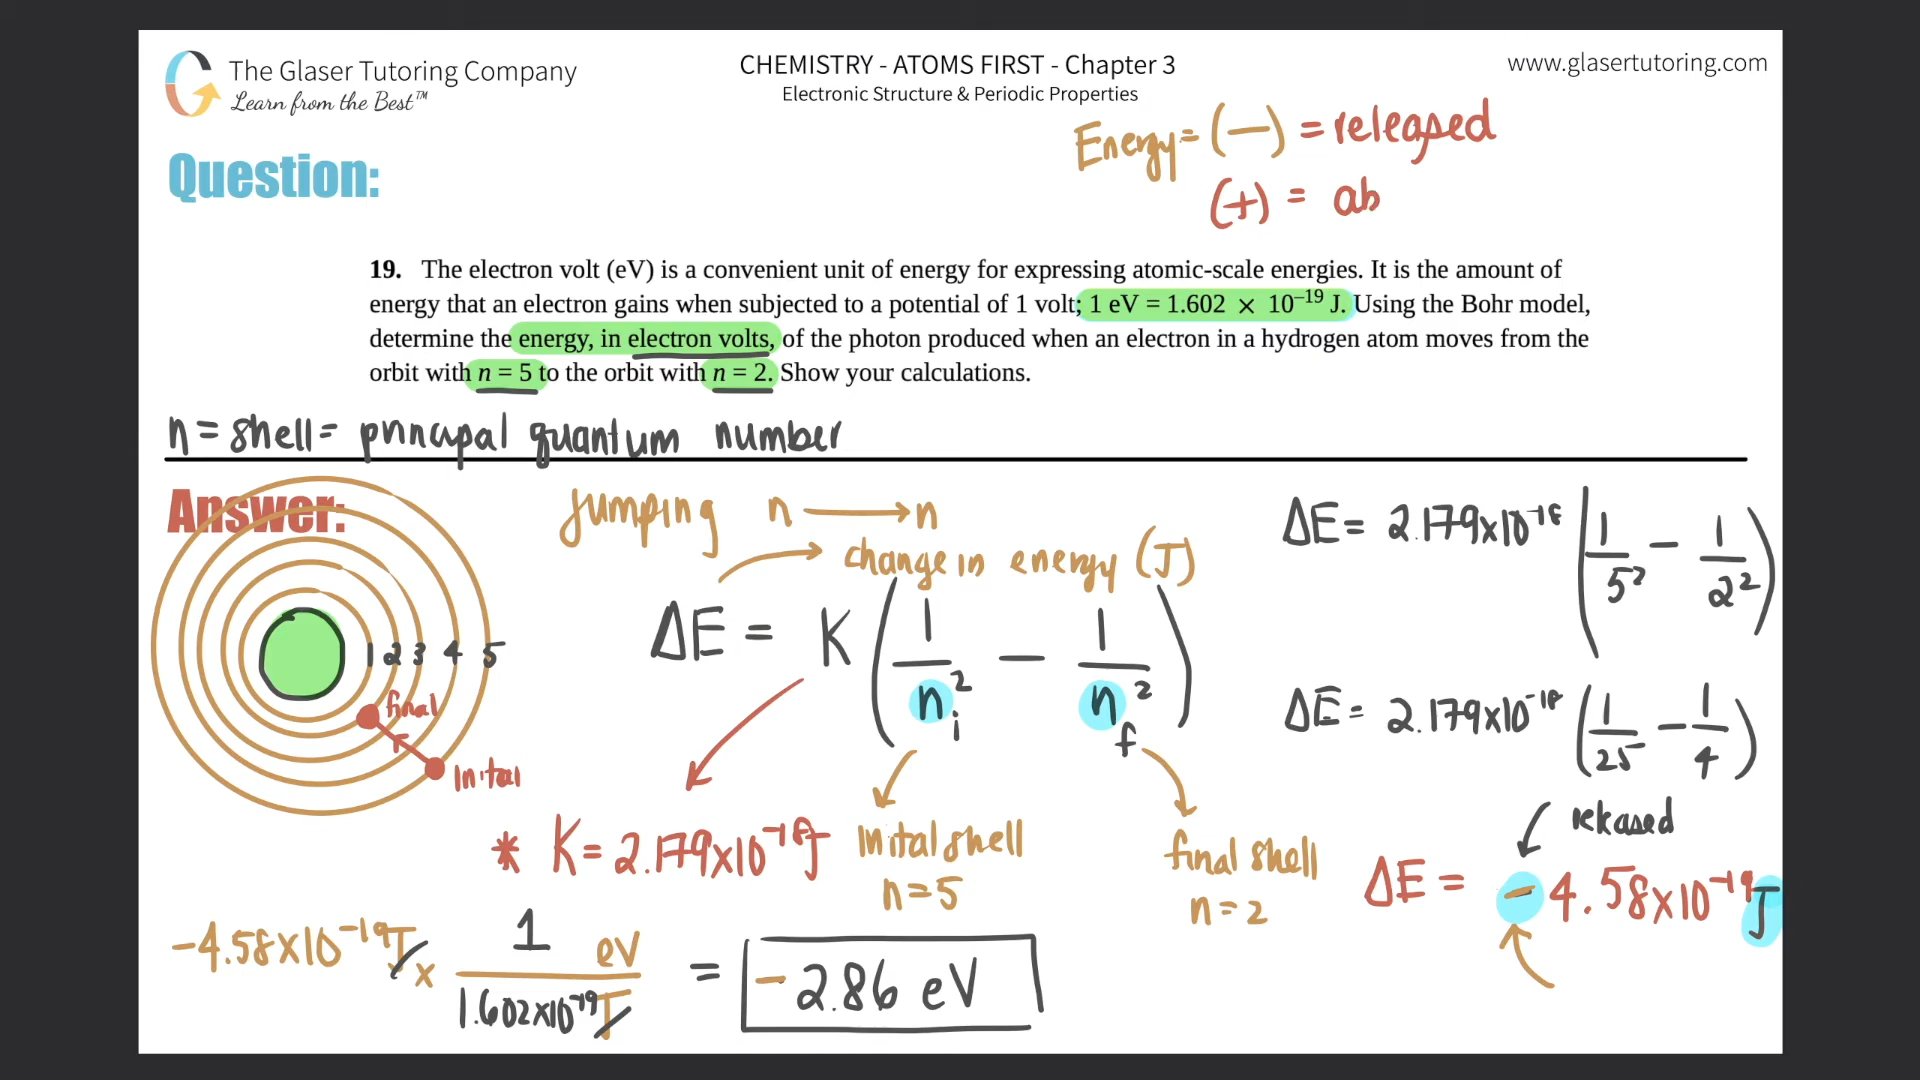 The Glaser Tutoring Company
Learn from the Best™
CHEMISTRY - ATOMS FIRST - Chapter 3
Electronic Structure & Periodic Properties
www.glasertutoring.com
Energy = (−) = released
(+) = ab
Question:
19. The electron volt (eV) is a convenient unit of energy for expressing atomic-scale energies. It is the amount of
energy that an electron gains when subjected to a potential of 1 volt; 1 eV = 1.602 × 10⁻¹⁹ J. Using the Bohr model,
determine the energy, in electron volts, of the photon produced when an electron in a hydrogen atom moves from the
orbit with n = 5 to the orbit with n = 2. Show your calculations.
n = shell = principal quantum number
Answer:
1 2 3 4 5
final
Inital
Jumping n → n
change in energy (J)
ΔE = K (1/nᵢ² − 1/n_f²)
* K = 2.179x10⁻¹⁸J
Inital shell
n = 5
final shell
n = 2
ΔE = 2.179x10⁻¹⁸ (1/5² − 1/2²)
ΔE = 2.179x10⁻¹⁸ (1/25 − 1/4)
released
ΔE = −4.58x10⁻¹⁹J
−4.58x10⁻¹⁹J x 1 eV / 1.602x10⁻¹⁹J = −2.86 eV